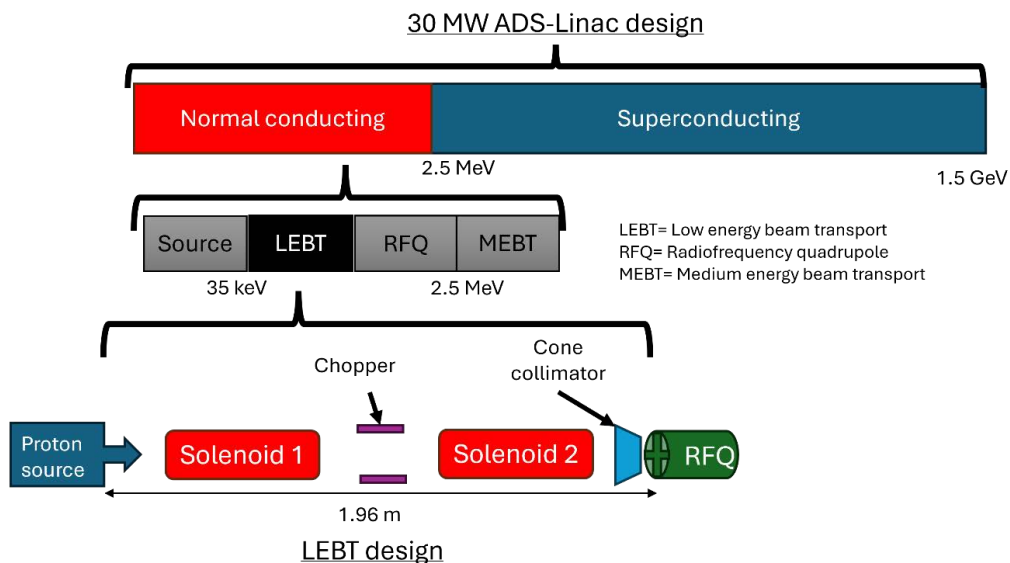 30 MW ADS-Linac design
Normal conducting
Superconducting
2.5 MeV
1.5 GeV
Source
LEBT
RFQ
MEBT
LEBT= Low energy beam transport
RFQ= Radiofrequency quadrupole
MEBT= Medium energy beam transport
35 keV
2.5 MeV
Chopper
Cone
collimator
Proton
source
Solenoid 1
Solenoid 2
RFQ
1.96 m
LEBT design